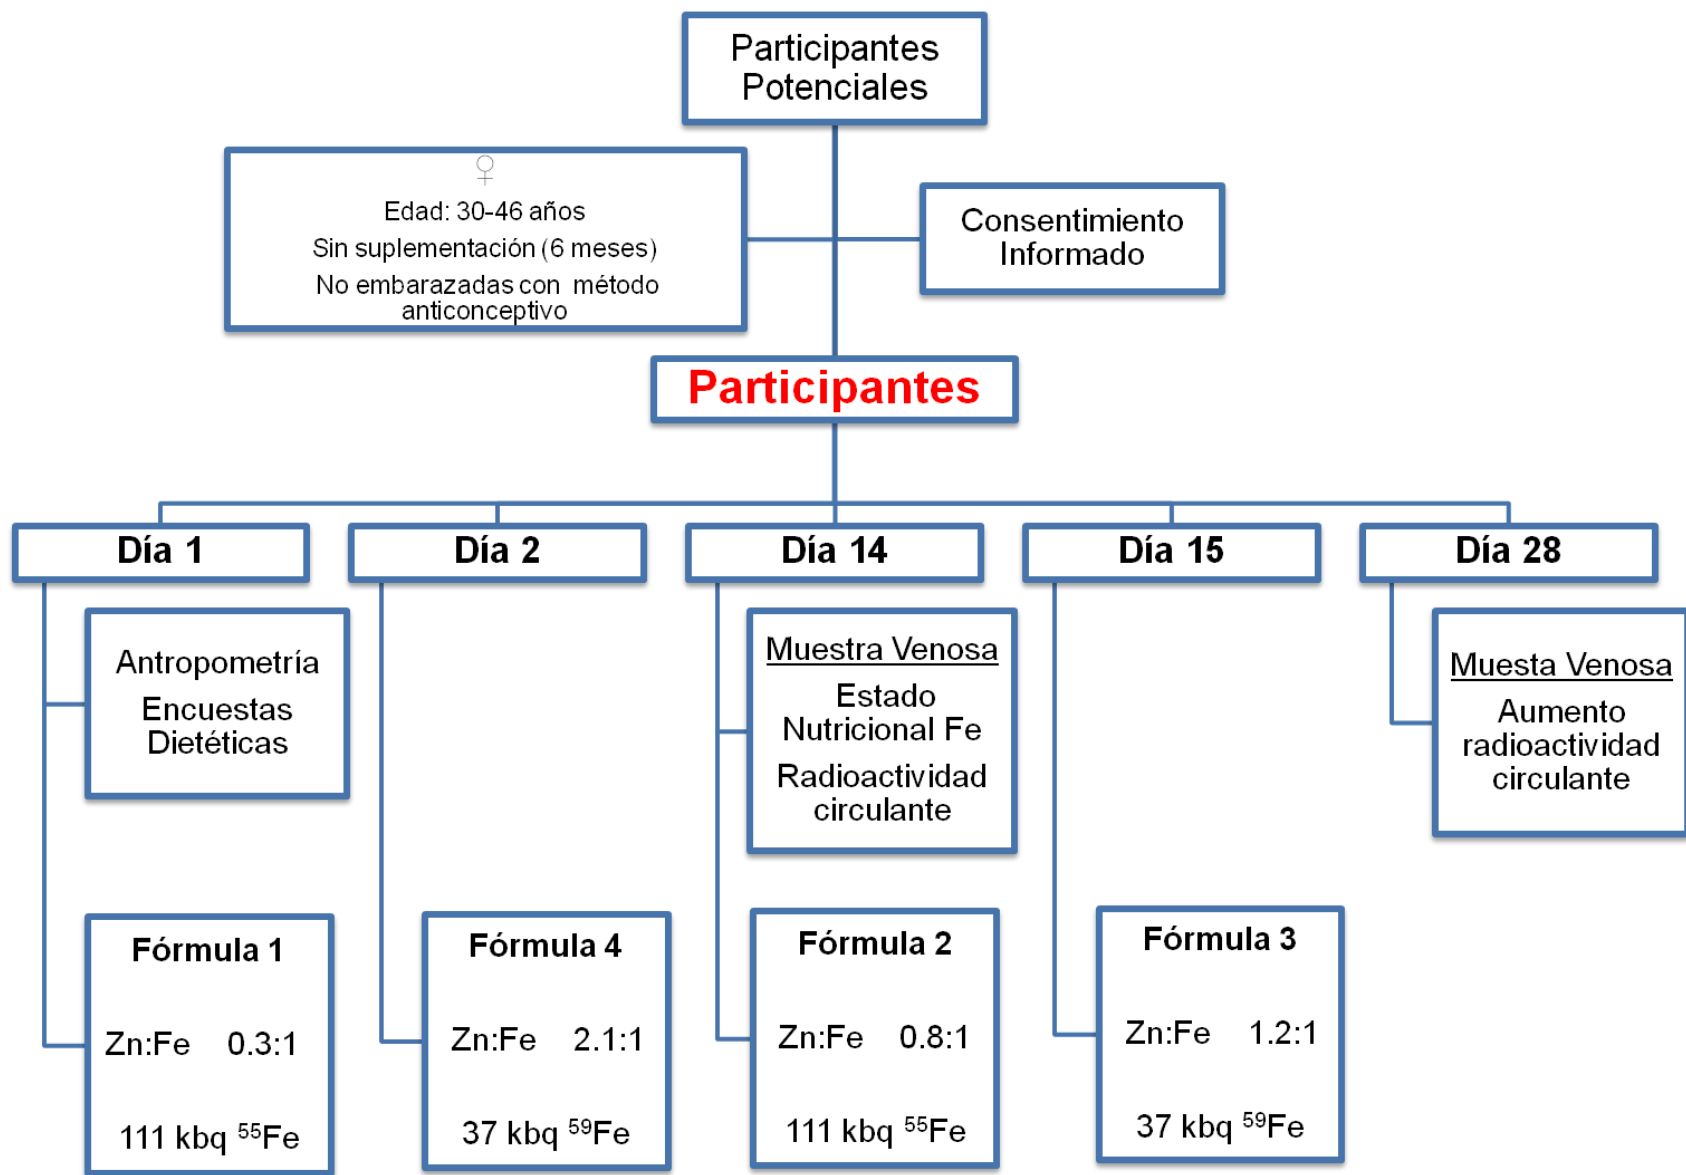 Participantes
Potenciales
♀
Edad: 30-46 años
Sin suplementación (6 meses)
No embarazadas con método
anticonceptivo
Consentimiento
Informado
Participantes
Día 1
Día 2
Día 14
Día 15
Día 28
Antropometría
Encuestas
Dietéticas
Muestra Venosa
Estado
Nutricional Fe
Radioactividad
circulante
Muesta Venosa
Aumento
radioactividad
circulante
Fórmula 1
Zn:Fe 0.3:1
111 kbq ⁵⁵Fe
Fórmula 4
Zn:Fe 2.1:1
37 kbq ⁵⁹Fe
Fórmula 2
Zn:Fe 0.8:1
111 kbq ⁵⁵Fe
Fórmula 3
Zn:Fe 1.2:1
37 kbq ⁵⁹Fe